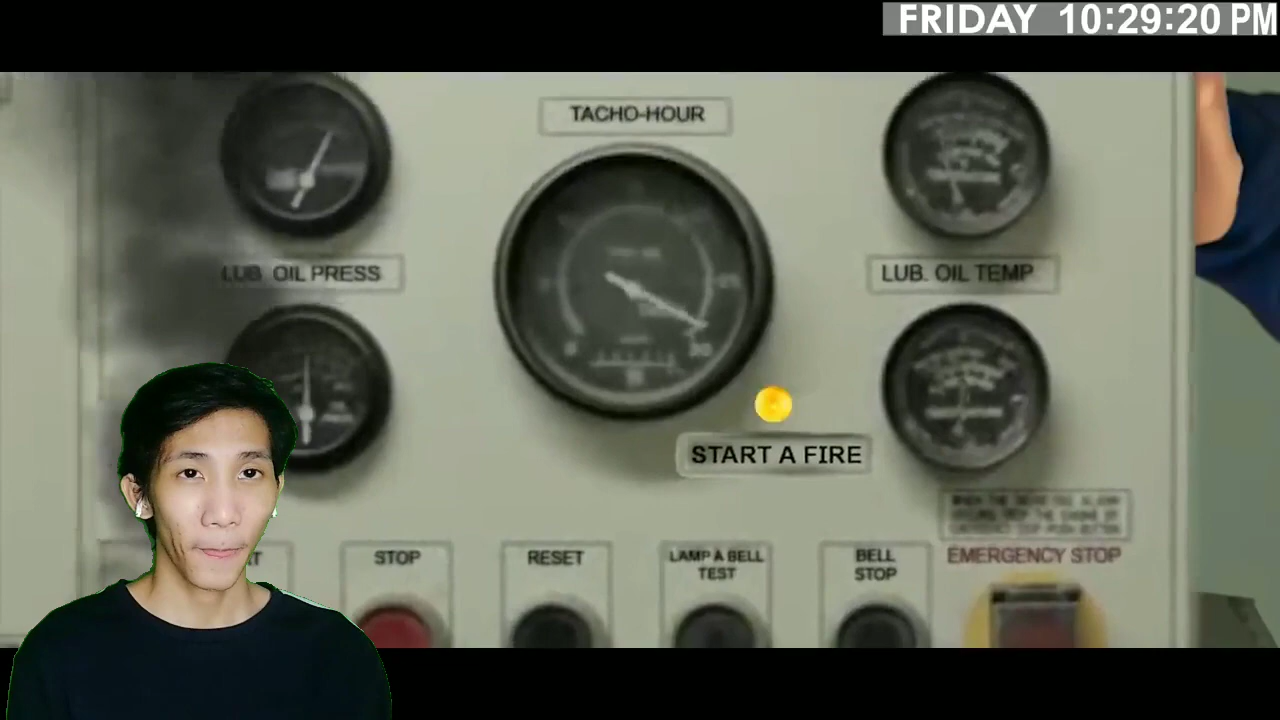 FRIDAY 10:29:20 PM
TACHO-HOUR
LUB. OIL PRESS
LUB. OIL TEMP
START A FIRE
STOP
RESET
LAMP & BELL
TEST
BELL
STOP
EMERGENCY STOP